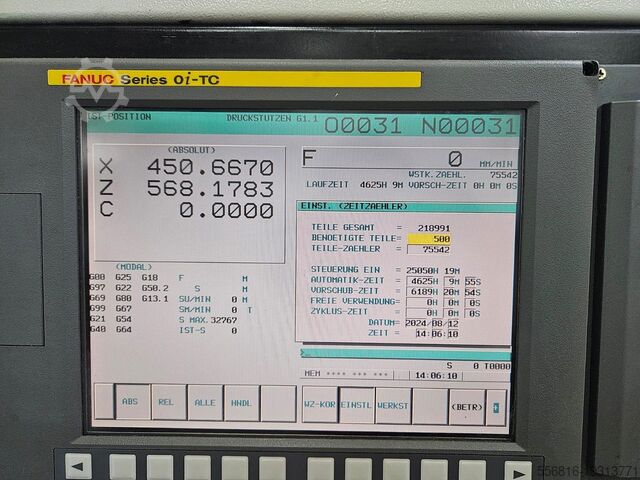 FANUC Series 0i-TC
IST POSITION DRUCKSTUTZEN 61.1 O0031 N00031
(ABSOLUT)
X 450.6670
Z 568.1783
C 0.0000
F 0 MM/MIN
WSTK.ZAEHL. 75542
LAUFZEIT 4625H 9M VORSCH-ZEIT 0H 0M 0S
EINST. (ZEITZAEHLER)
TEILE GESAMT = 218991
BENOETIGTE TEILE= 500
TEILE-ZAEHLER = 75542
STEUERUNG EIN = 25050H 19M
AUTOMATIK-ZEIT = 4625H 9M 55S
VORSCHUB-ZEIT = 6189H 20M 54S
FREIE VERWENDUNG= 0H 0M 0S
ZYKLUS-ZEIT = 0H 0M 0S
DATUM= 2024/08/12
ZEIT = 14:06:10
(MODAL)
G00 G25 G18 F M
G97 G22 G50.2 S M
G69 G80 G13.1 SU/MIN 0 M
G99 G67 SM/MIN 0 T
G21 G54 S MAX. 32767
G40 G64 IST-S 0
>_
S 0 T0000
MEM **** *** *** 14:06:10
ABS REL ALLE HNDL WZ-KOR EINSTL WERKST (BETR) +
556816-13313771